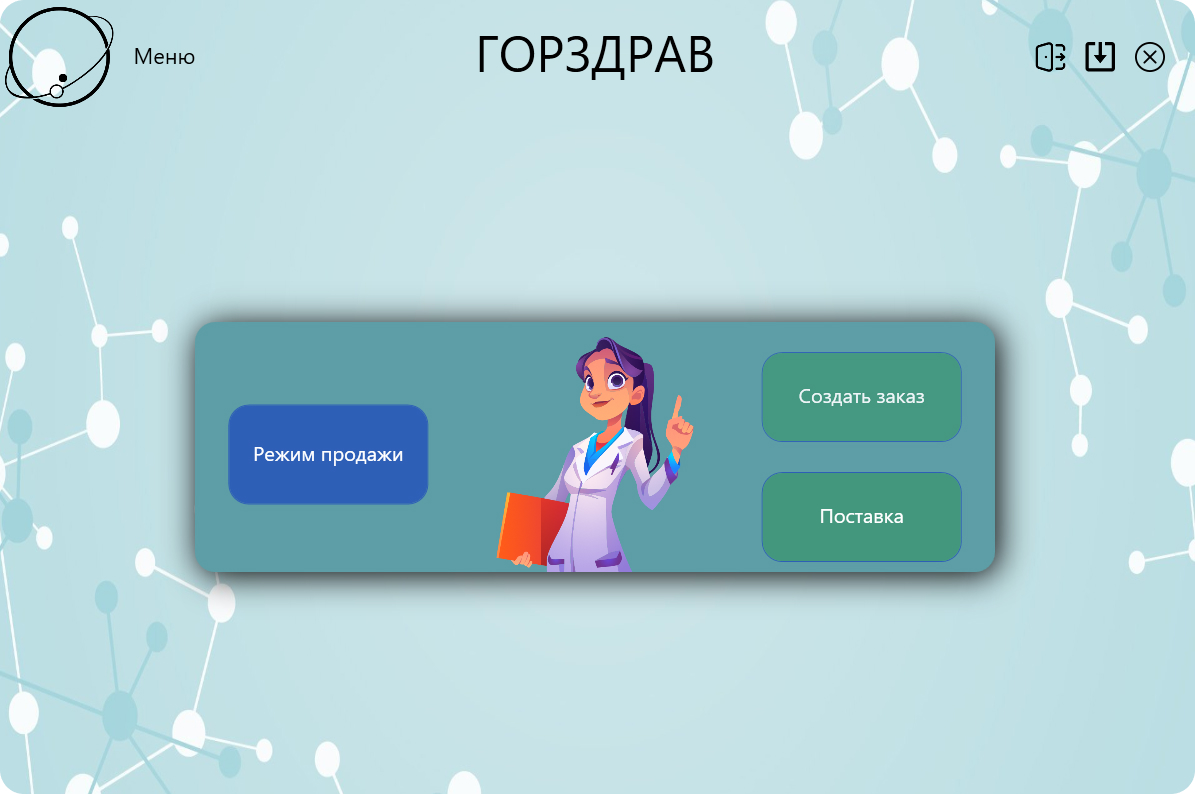 Меню
ГОРЗДРАВ
Режим продажи
Создать заказ
Поставка